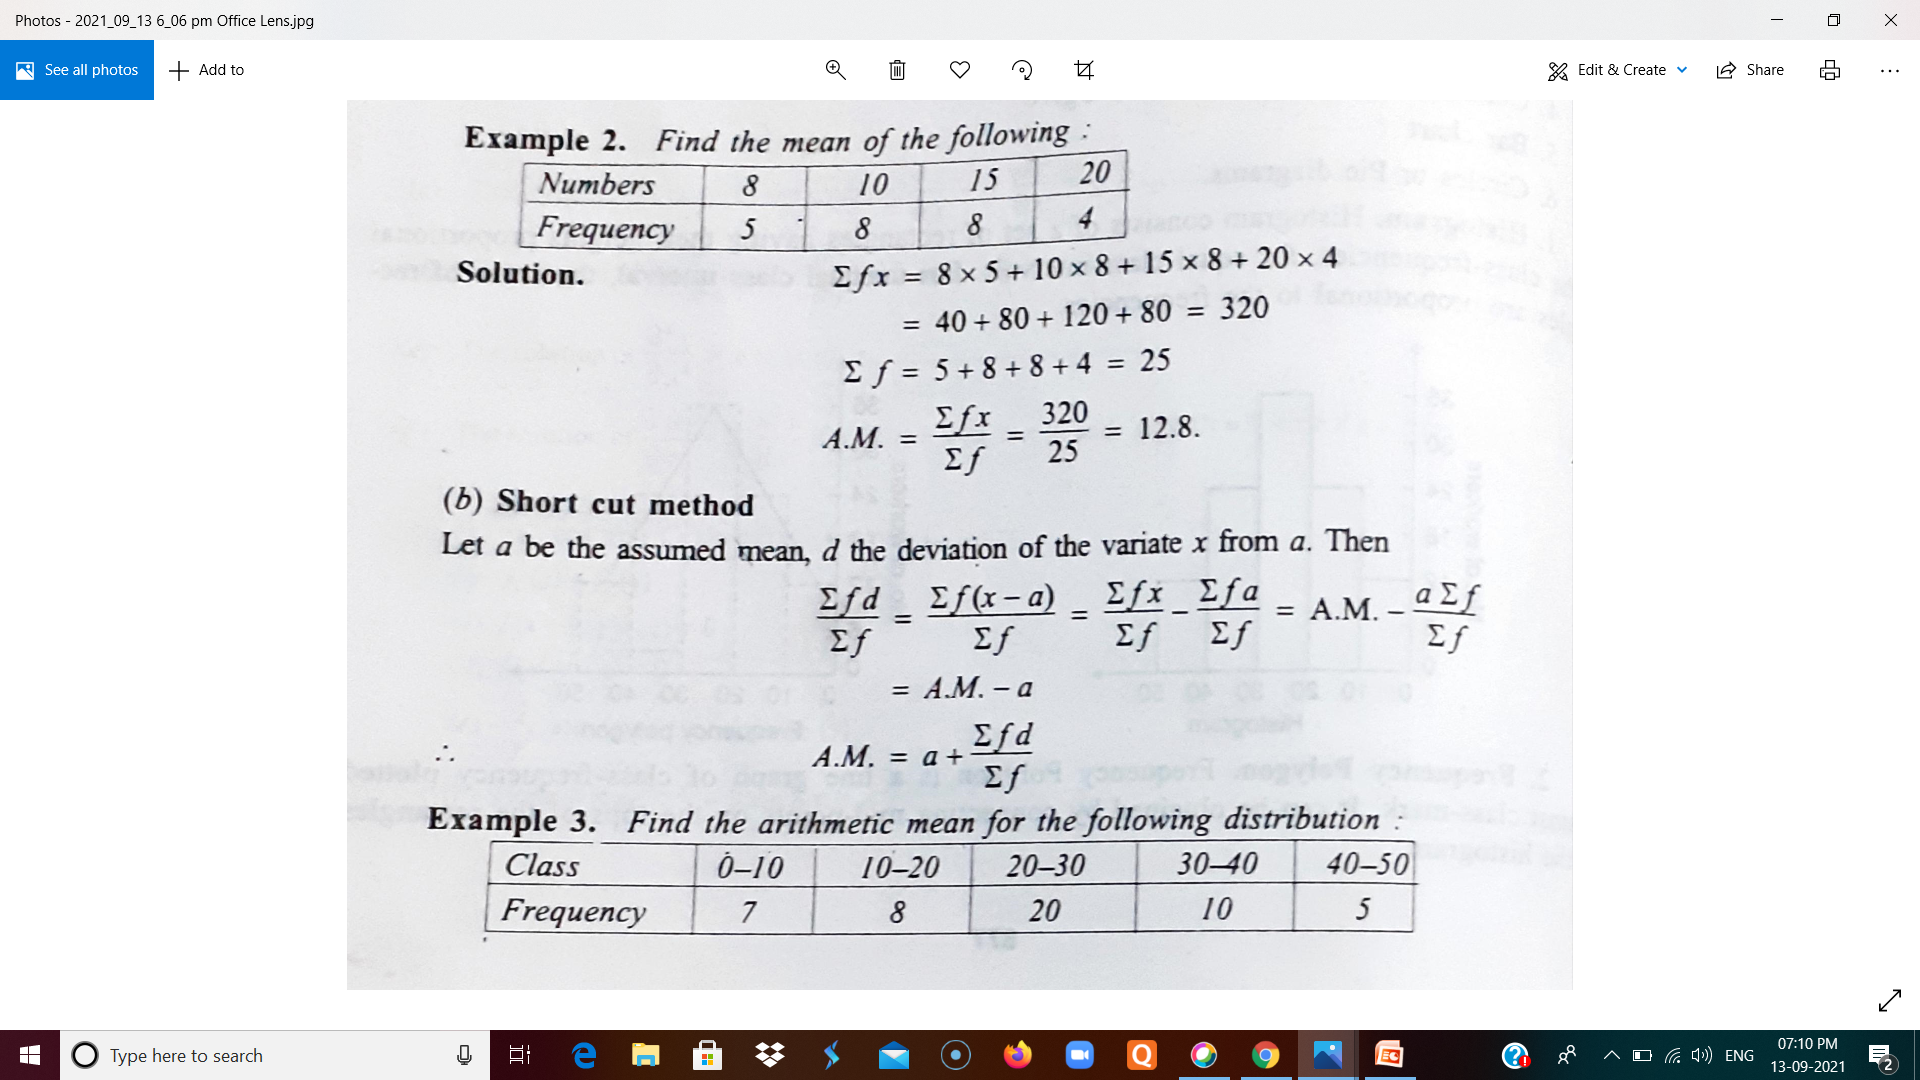 Photos - 2021_09_13 6_06 pm Office Lens.jpg
See all photos
Add to
Edit & Create
Share
Example 2. Find the mean of the following :
Numbers 8 10 15 20
Frequency 5 8 8 4
Solution. Σfx = 8 × 5 + 10 × 8 + 15 × 8 + 20 × 4
= 40 + 80 + 120 + 80 = 320
Σ f = 5 + 8 + 8 + 4 = 25
A.M. = Σfx / Σf = 320 / 25 = 12.8.
(b) Short cut method
Let a be the assumed mean, d the deviation of the variate x from a. Then
Σfd / Σf = Σf(x – a) / Σf = Σfx / Σf – Σfa / Σf = A.M. – a Σf / Σf
= A.M. – a
∴ A.M. = a + Σfd / Σf
Example 3. Find the arithmetic mean for the following distribution :
Class 0–10 10–20 20–30 30–40 40–50
Frequency 7 8 20 10 5
Type here to search
ENG
07:10 PM
13-09-2021
2